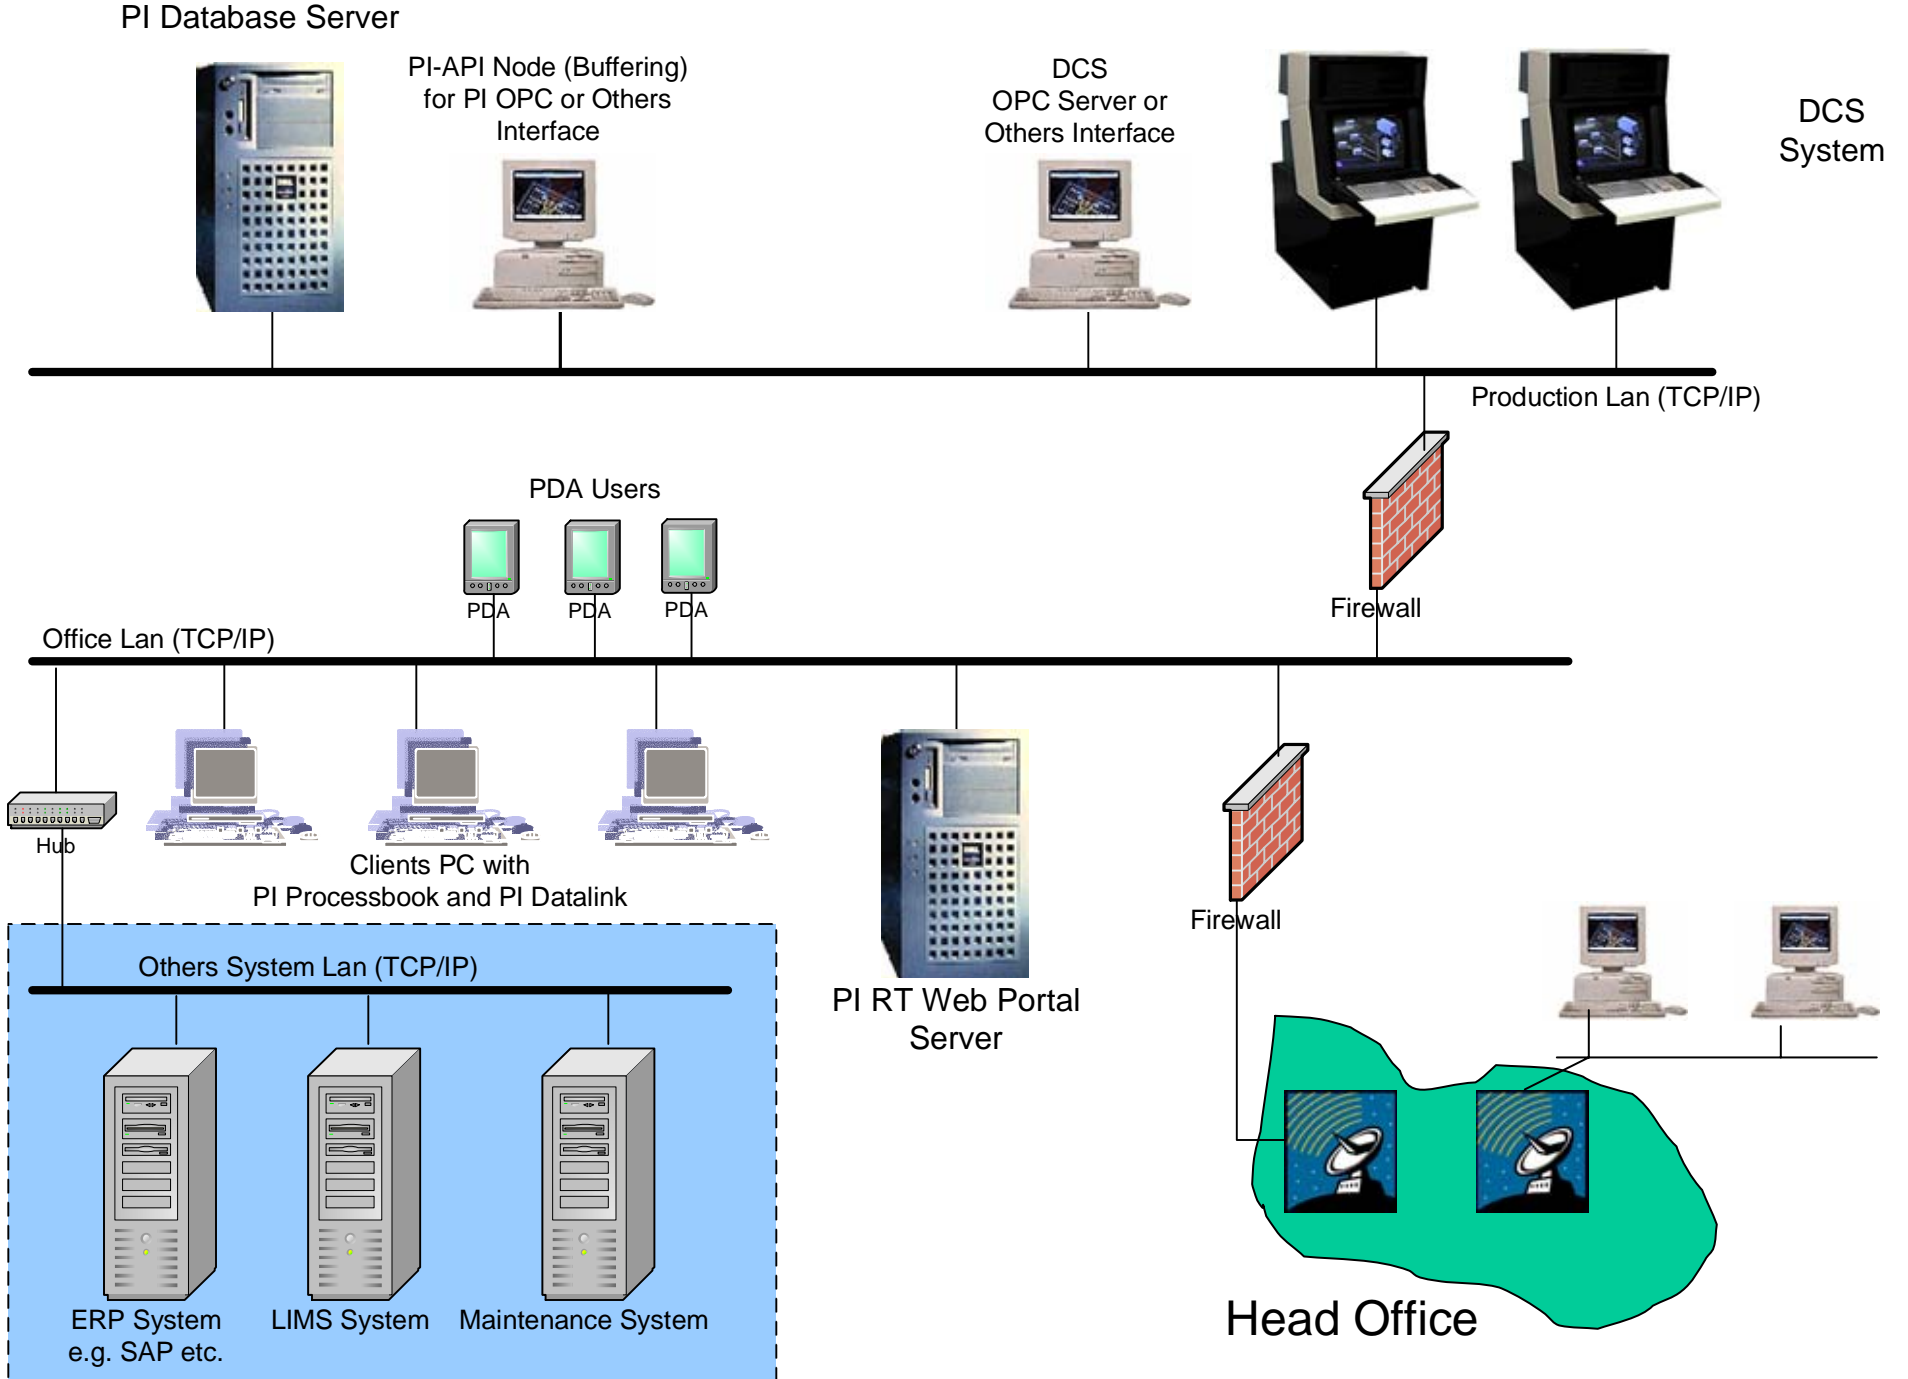 PI Database Server
PI-API Node (Buffering)
for PI OPC or Others
Interface
DCS
OPC Server or
Others Interface
DCS
System
Production Lan (TCP/IP)
PDA Users
PDA
PDA
PDA
Firewall
Office Lan (TCP/IP)
Hub
Clients PC with
PI Processbook and PI Datalink
Firewall
Others System Lan (TCP/IP)
PI RT Web Portal
Server
ERP System
e.g. SAP etc.
LIMS System
Maintenance System
Head Office